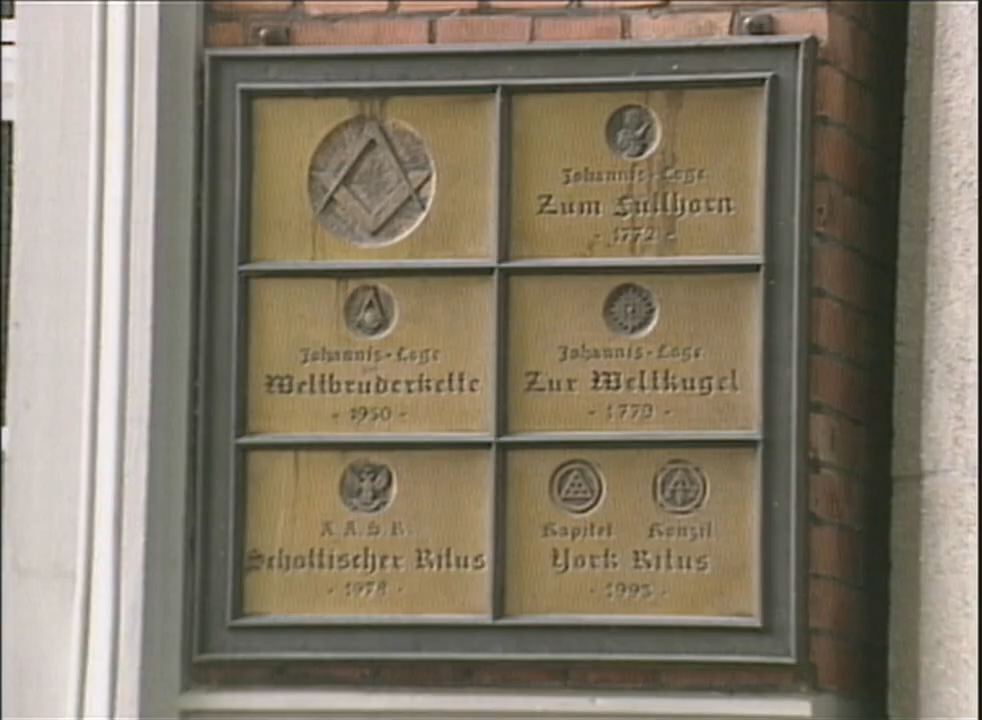 Johannis-Loge
Zum Füllhorn
- 1772 -
Johannis-Loge
Weltbruderkette
- 1950 -
Johannis-Loge
Zur Weltkugel
- 1779 -
A.A.S.R.
Schottischer Ritus
- 1978 -
Kapitel Konzil
York Ritus
- 1993 -